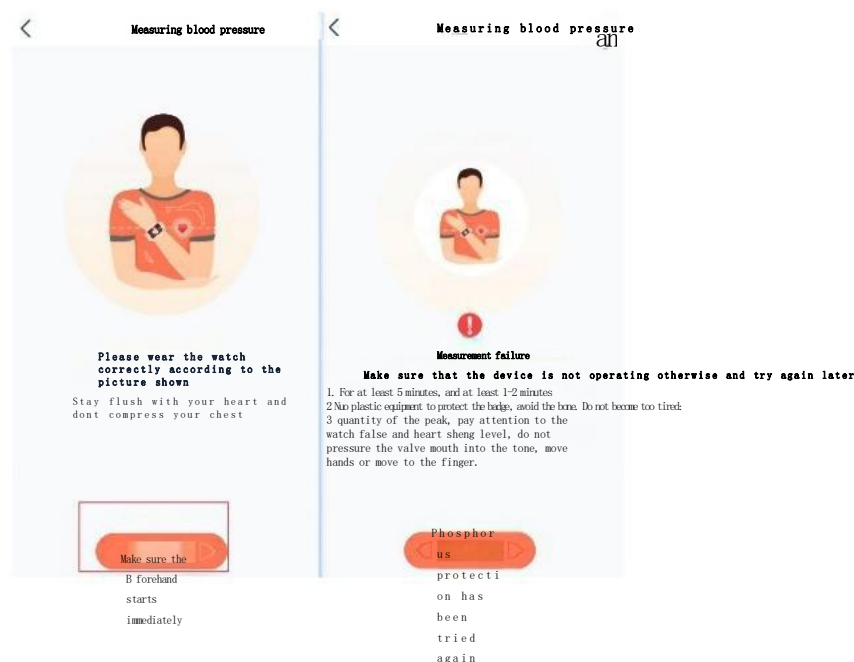 Measuring blood pressure
Please wear the watch
correctly according to the
picture shown
Stay flush with your heart and
dont compress your chest
Make sure the
B forehand
starts
immediately
Measuring blood pressure
an
Measurement failure
Make sure that the device is not operating otherwise and try again later
1. For at least 5 minutes, and at least 1-2 minutes
2 Nuo plastic equipment to protect the badge, avoid the bone. Do not become too tired:
3 quantity of the peak, pay attention to the
watch false and heart sheng level, do not
pressure the valve mouth into the tone, move
hands or move to the finger.
Phosphor
us
protecti
on has
been
tried
again